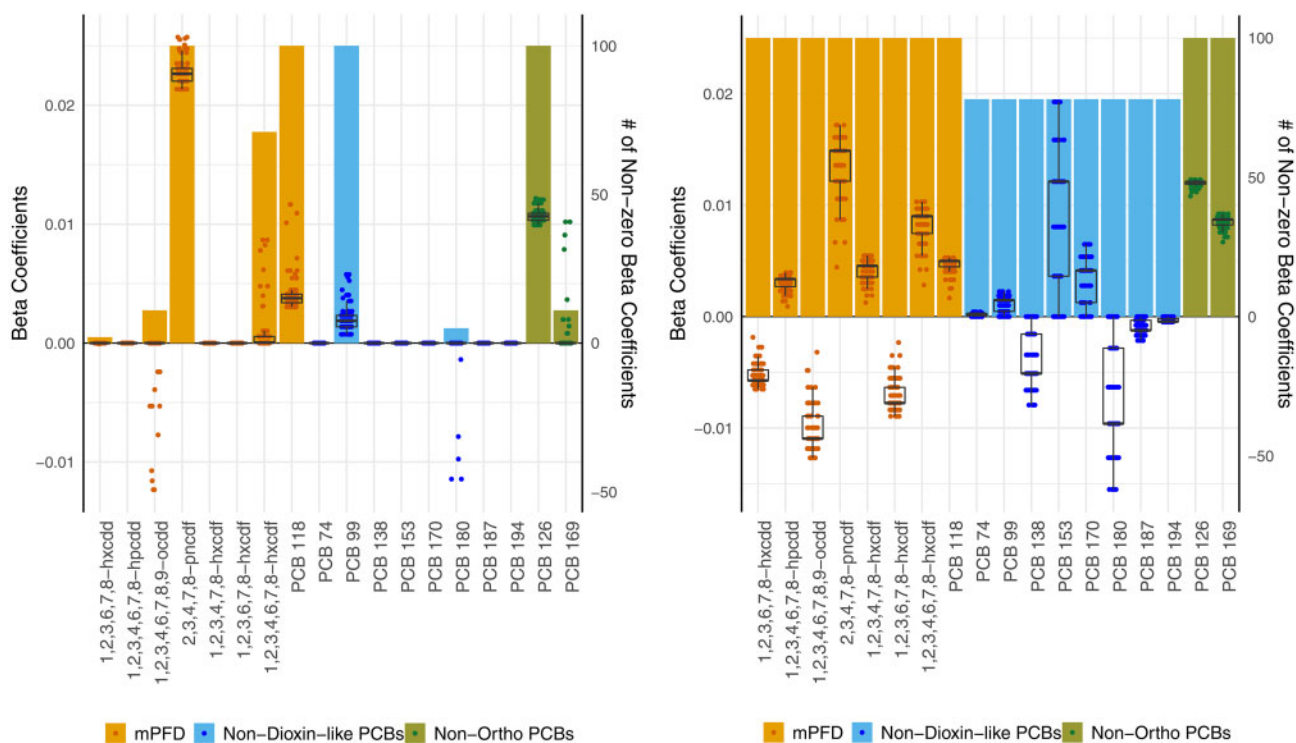 Beta Coefficients
0.02
0.01
0.00
−0.01
100
50
0
−50
# of Non−zero Beta Coefficients
1,2,3,6,7,8−hxcdd
1,2,3,4,6,7,8−hpcdd
1,2,3,4,6,7,8,9−ocdd
2,3,4,7,8−pncdf
1,2,3,4,7,8−hxcdf
1,2,3,6,7,8−hxcdf
1,2,3,4,6,7,8−hxcdf
PCB 118
PCB 74
PCB 99
PCB 138
PCB 153
PCB 170
PCB 180
PCB 187
PCB 194
PCB 126
PCB 169
mPFD Non−Dioxin−like PCBs Non−Ortho PCBs
Beta Coefficients
0.02
0.01
0.00
−0.01
100
50
0
−50
# of Non−zero Beta Coefficients
1,2,3,6,7,8−hxcdd
1,2,3,4,6,7,8−hpcdd
1,2,3,4,6,7,8,9−ocdd
2,3,4,7,8−pncdf
1,2,3,4,7,8−hxcdf
1,2,3,6,7,8−hxcdf
1,2,3,4,6,7,8−hxcdf
PCB 118
PCB 74
PCB 99
PCB 138
PCB 153
PCB 170
PCB 180
PCB 187
PCB 194
PCB 126
PCB 169
mPFD Non−Dioxin−like PCBs Non−Ortho PCBs